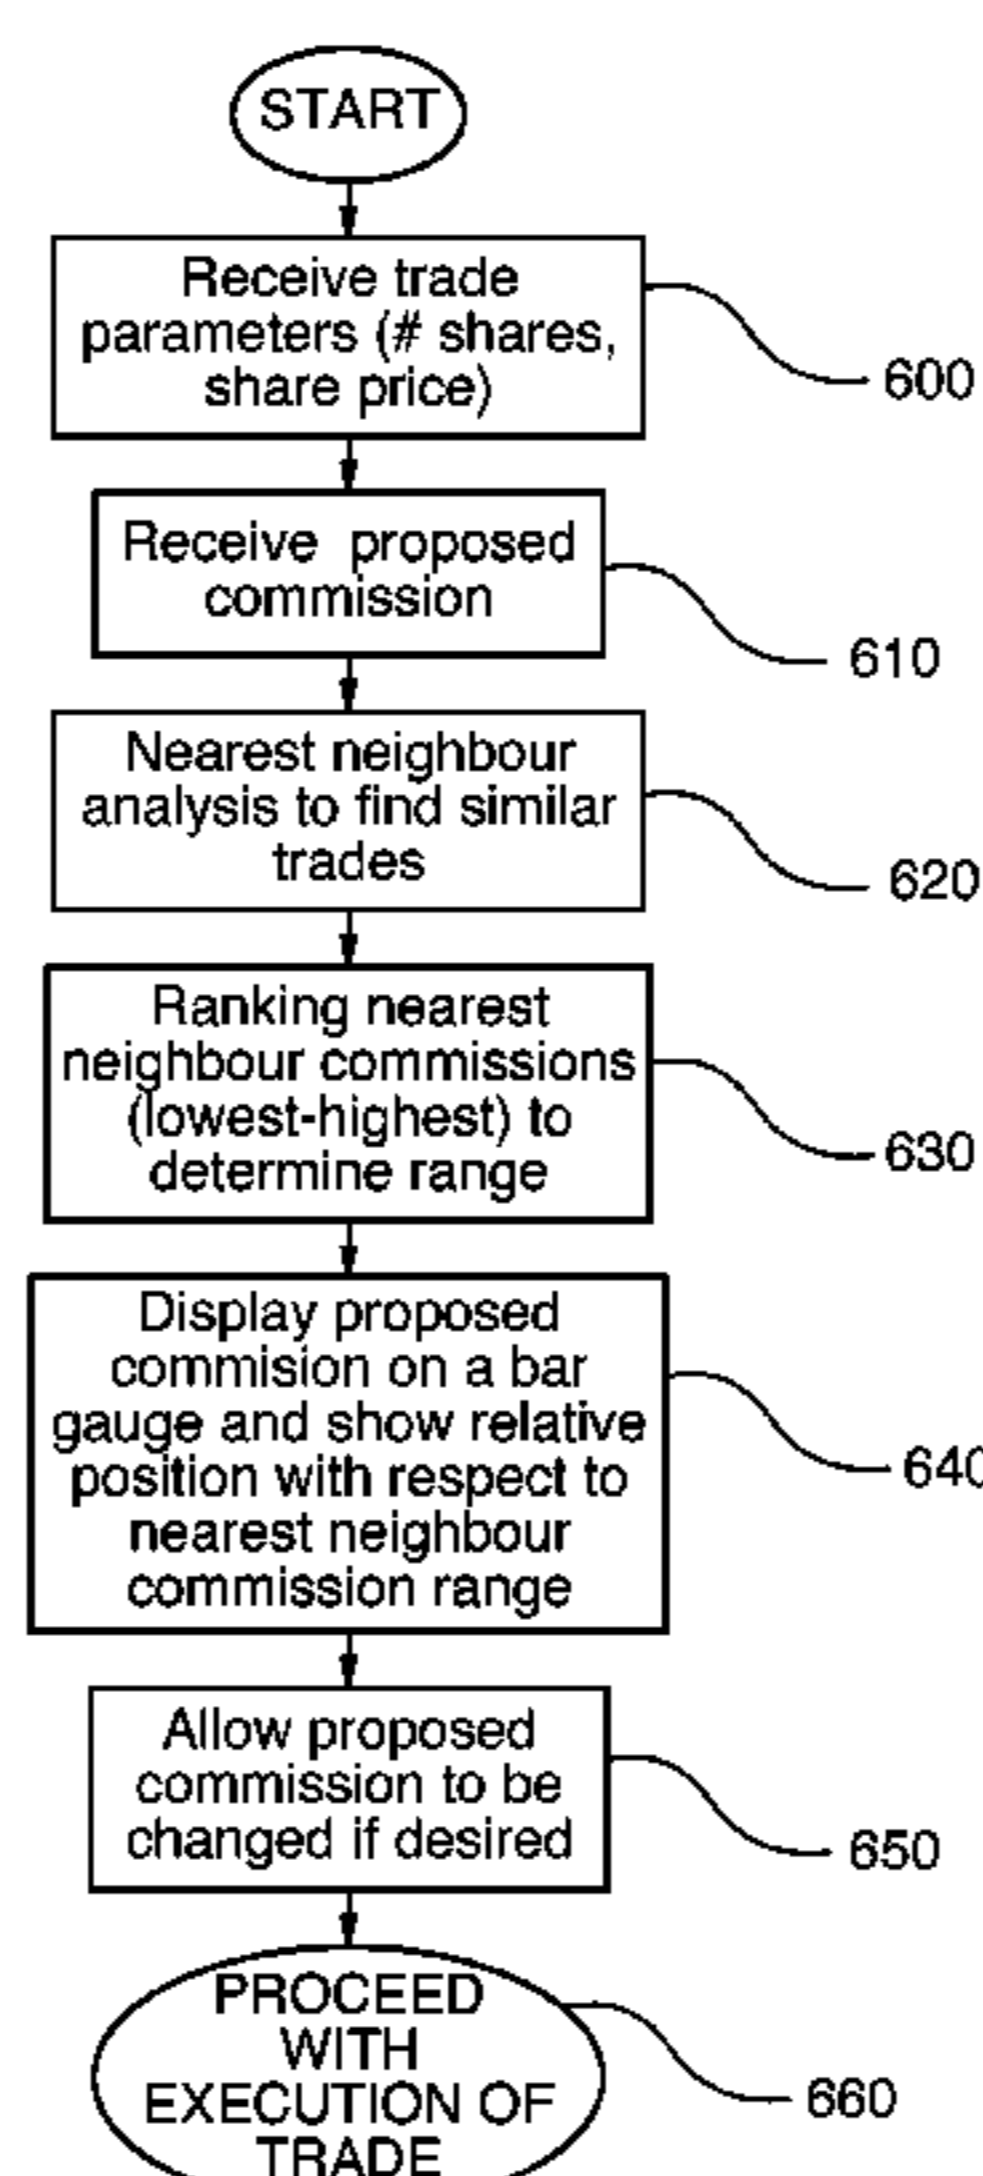 START
Receive trade
parameters (# shares,
share price)
600
Receive proposed
commission
610
Nearest neighbour
analysis to find similar
trades
620
Ranking nearest
neighbour commissions
(lowest-highest) to
determine range
630
Display proposed
commision on a bar
gauge and show relative
position with respect to
nearest neighbour
commission range
640
Allow proposed
commission to be
changed if desired
650
PROCEED
WITH
EXECUTION OF
TRADE
660